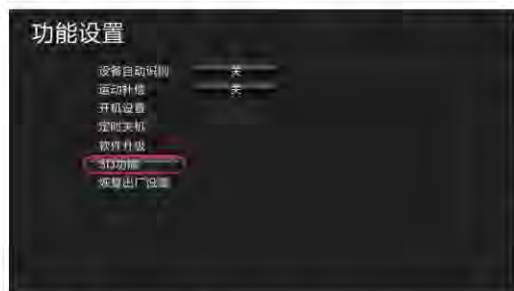 功能设置
设备自动识别 关
运动补偿 关
开机设置
定时关机
软件升级
3D功能
恢复出厂设置